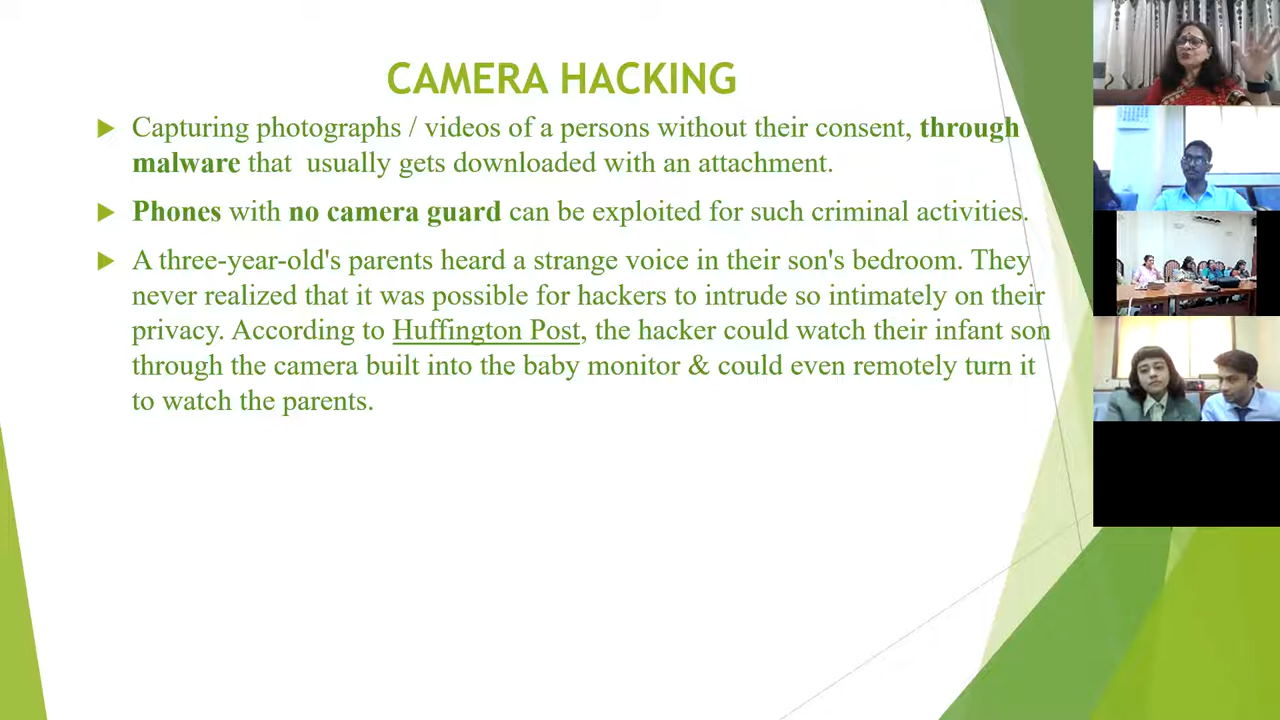 CAMERA HACKING
Capturing photographs / videos of a persons without their consent, through
malware that  usually gets downloaded with an attachment.
Phones with no camera guard can be exploited for such criminal activities.
A three-year-old's parents heard a strange voice in their son's bedroom. They
never realized that it was possible for hackers to intrude so intimately on their
privacy. According to Huffington Post, the hacker could watch their infant son
through the camera built into the baby monitor & could even remotely turn it
to watch the parents.